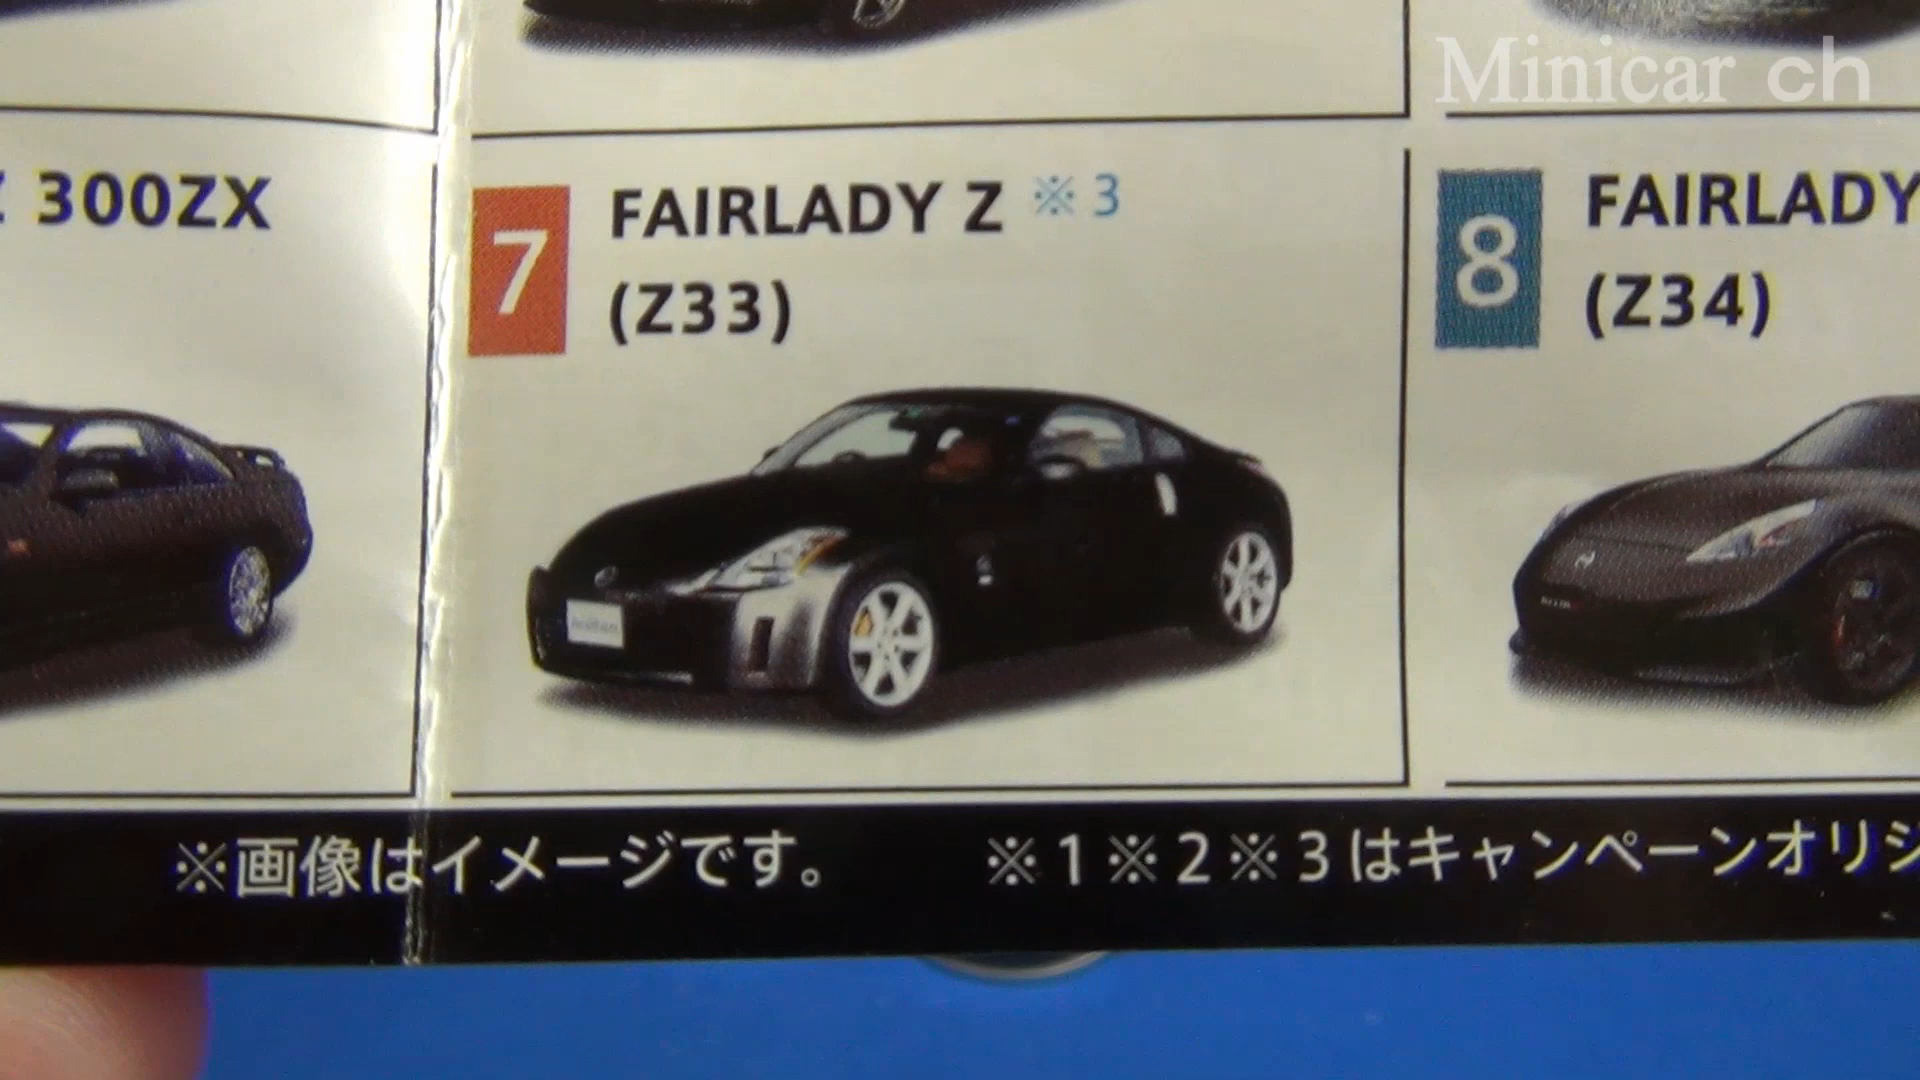 Minicar ch
300ZX
7
FAIRLADY Z ※3
(Z33)
8
FAIRLADY
(Z34)
※画像はイメージです。 ※1※2※3はキャンペーンオリジ